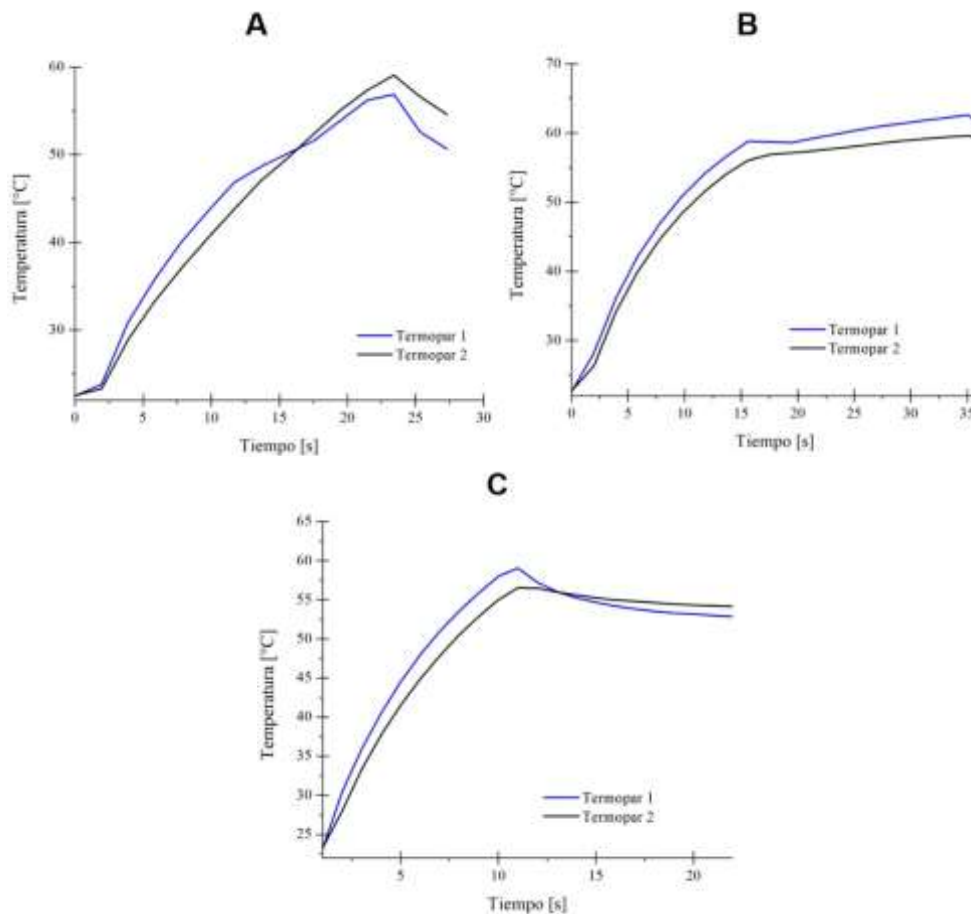 A
60
50
40
30
Temperatura [°C]
Termopar 1
Termopar 2
0 5 10 15 20 25 30
Tiempo [s]
B
70
60
50
40
30
Temperatura [°C]
Termopar 1
Termopar 2
0 5 10 15 20 25 30 35
Tiempo [s]
C
65
60
55
50
45
40
35
30
25
Temperatura [°C]
Termopar 1
Termopar 2
5 10 15 20
Tiempo [s]